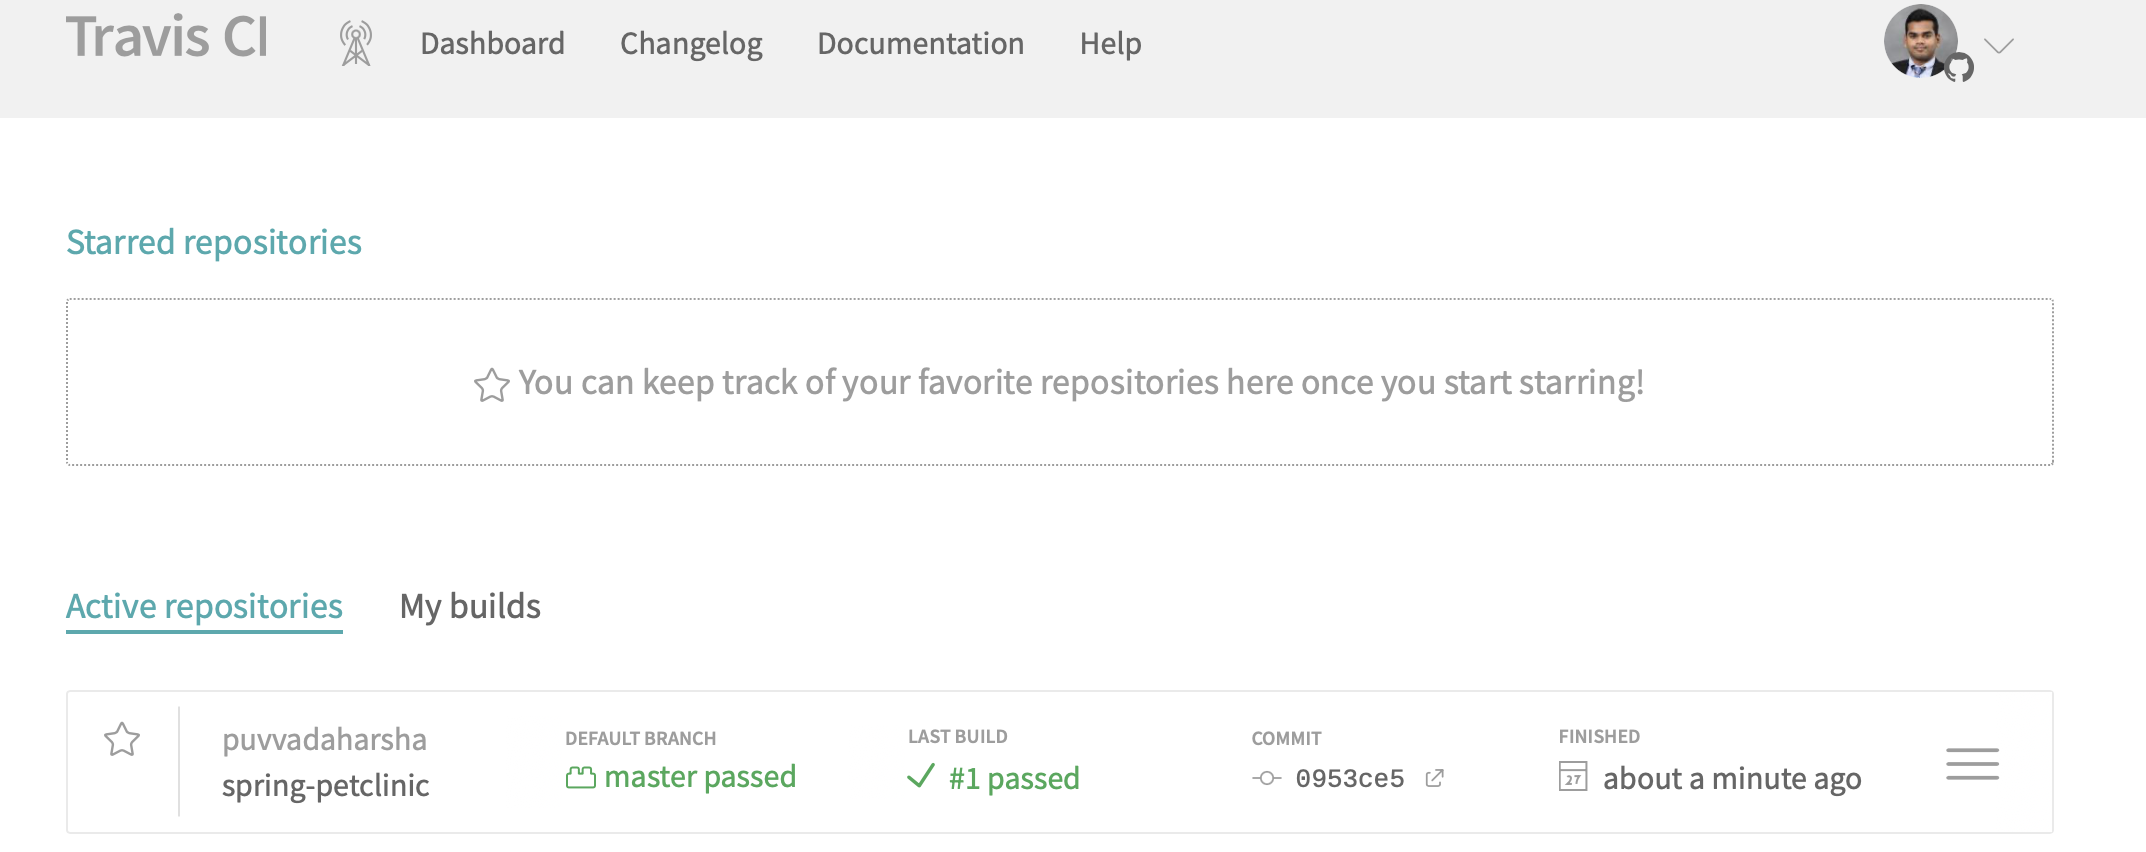 Travis CI Dashboard Changelog Documentation Help
Starred repositories
You can keep track of your favorite repositories here once you start starring!
Active repositories My builds
puvvadaharsha DEFAULT BRANCH LAST BUILD COMMIT FINISHED
spring-petclinic master passed #1 passed 0953ce5 27 about a minute ago